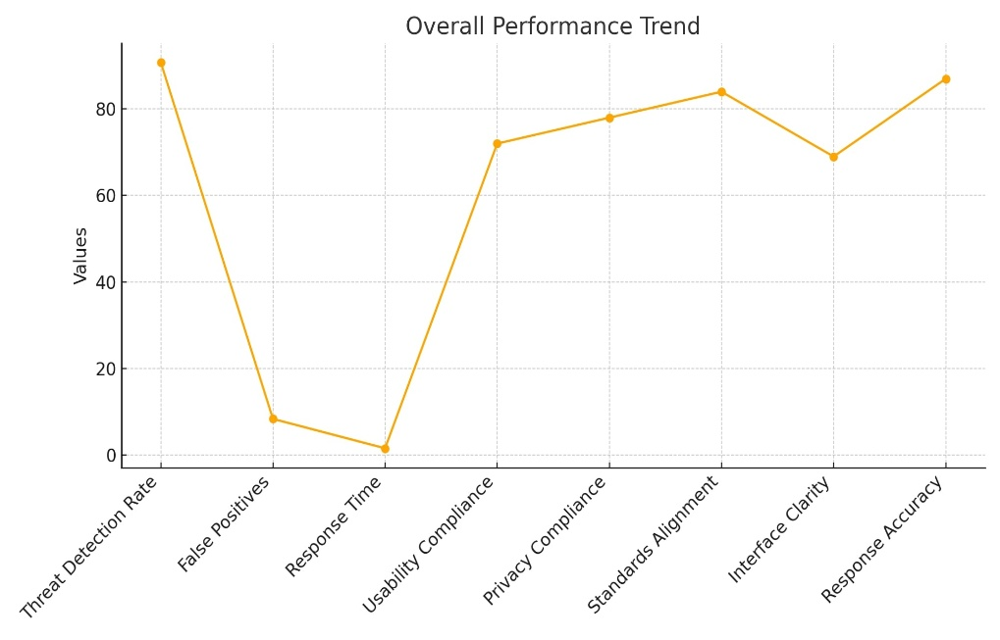 Overall Performance Trend
Values
80
60
40
20
0
Threat Detection Rate
False Positives
Response Time
Usability Compliance
Privacy Compliance
Standards Alignment
Interface Clarity
Response Accuracy